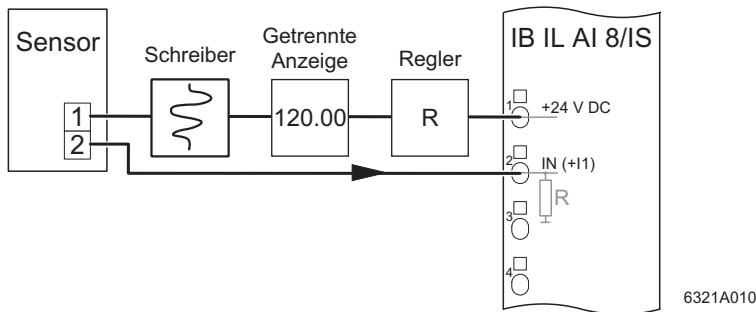 Sensor
1
2
Schreiber
Getrennte
Anzeige
120.00
Regler
R
IB IL AI 8/IS
1
+24 V DC
2
IN (+I1)
R
3
4
6321A010